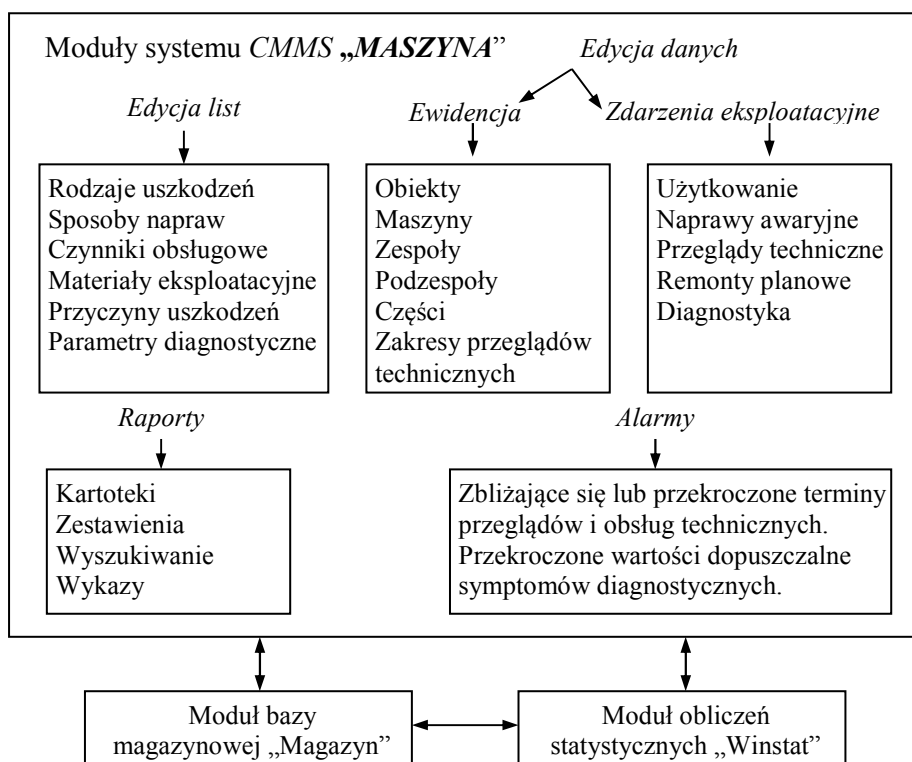 Moduły systemu CMMS „MASZYNA”
Edycja danych
Edycja list
Ewidencja
Zdarzenia eksploatacyjne
Rodzaje uszkodzeń
Sposoby napraw
Czynniki obsługowe
Materiały eksploatacyjne
Przyczyny uszkodzeń
Parametry diagnostyczne
Obiekty
Maszyny
Zespoły
Podzespoły
Części
Zakresy przeglądów
technicznych
Użytkowanie
Naprawy awaryjne
Przeglądy techniczne
Remonty planowe
Diagnostyka
Raporty
Alarmy
Kartoteki
Zestawienia
Wyszukiwanie
Wykazy
Zbliżające się lub przekroczone terminy
przeglądów i obsług technicznych.
Przekroczone wartości dopuszczalne
symptomów diagnostycznych.
Moduł bazy
magazynowej „Magazyn”
Moduł obliczeń
statystycznych „Winstat”